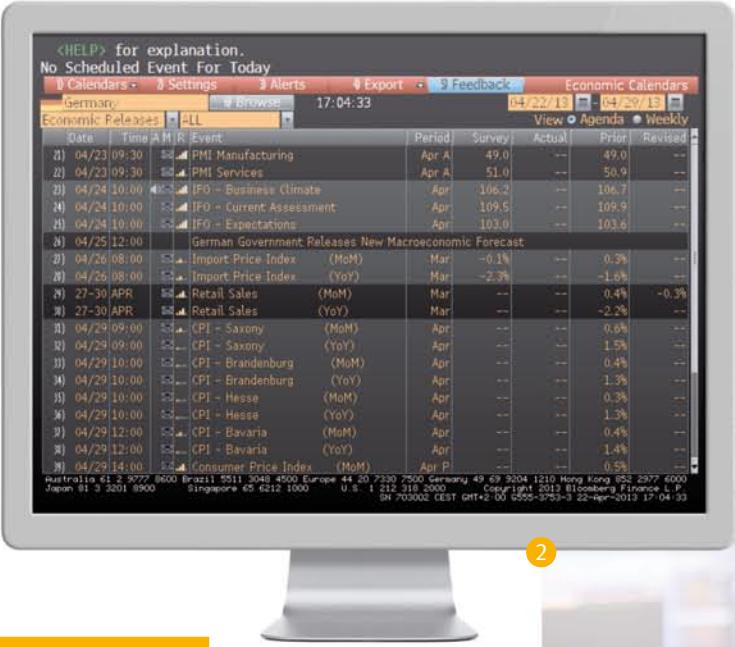 <HELP> for explanation.
No Scheduled Event For Today
1) Calendars 2) Settings 3) Alerts 4) Export 9) Feedback Economic Calendars
Germany Browse 17:04:33 04/22/13 - 04/29/13
Economic Releases ALL View Agenda Weekly
Date Time A M R Event Period Survey Actual Prior Revised
21) 04/23 09:30 PMI Manufacturing Apr A 49.0 -- 49.0 --
22) 04/23 09:30 PMI Services Apr A 51.0 -- 50.9 --
23) 04/24 10:00 IFO - Business Climate Apr 106.2 -- 106.7 --
24) 04/24 10:00 IFO - Current Assessment Apr 109.5 -- 109.9 --
25) 04/24 10:00 IFO - Expectations Apr 103.0 -- 103.6 --
26) 04/25 12:00 German Government Releases New Macroeconomic Forecast
27) 04/26 08:00 Import Price Index (MoM) Mar -0.1% -- 0.3% --
28) 04/26 08:00 Import Price Index (YoY) Mar -2.3% -- -1.6% --
29) 27-30 APR Retail Sales (MoM) Mar -- -- 0.4% -0.3%
30) 27-30 APR Retail Sales (YoY) Mar -- -- -2.2% --
31) 04/29 09:00 CPI - Saxony (MoM) Apr -- -- 0.6% --
32) 04/29 09:00 CPI - Saxony (YoY) Apr -- -- 1.5% --
33) 04/29 10:00 CPI - Brandenburg (MoM) Apr -- -- 0.4% --
34) 04/29 10:00 CPI - Brandenburg (YoY) Apr -- -- 1.3% --
35) 04/29 10:00 CPI - Hesse (MoM) Apr -- -- 0.3% --
36) 04/29 10:00 CPI - Hesse (YoY) Apr -- -- 1.3% --
37) 04/29 12:00 CPI - Bavaria (MoM) Apr -- -- 0.4% --
38) 04/29 12:00 CPI - Bavaria (YoY) Apr -- -- 1.4% --
39) 04/29 14:00 Consumer Price Index (MoM) Apr P -- -- 0.5% --
Australia 61 2 9777 8600 Brazil 5511 3048 4500 Europe 44 20 7330 7500 Germany 49 69 9204 1210 Hong Kong 852 2977 6000
Japan 81 3 3201 8900 Singapore 65 6212 1000 U.S. 1 212 318 2000 Copyright 2013 Bloomberg Finance L.P.
SN 703002 CEST GMT+2:00 G555-3753-3 22-Apr-2013 17:04:33
2